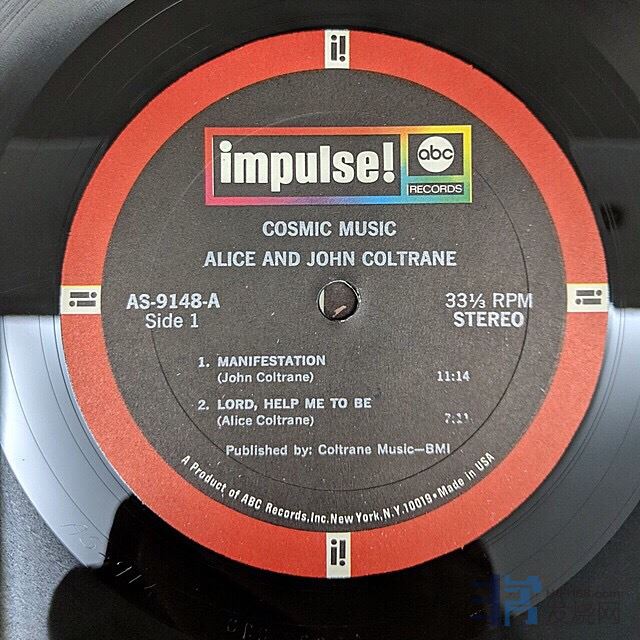 i!
impulse!
abc
RECORDS
COSMIC MUSIC
ALICE AND JOHN COLTRANE
i!
AS-9148-A
33⅓ RPM
i!
Side 1
STEREO
1. MANIFESTATION
(John Coltrane) 11:14
2. LORD, HELP ME TO BE
(Alice Coltrane) 7:11
Published by: Coltrane Music—BMI
A Product of ABC Records, Inc. New York, N.Y. 10019 • Made in USA
i!